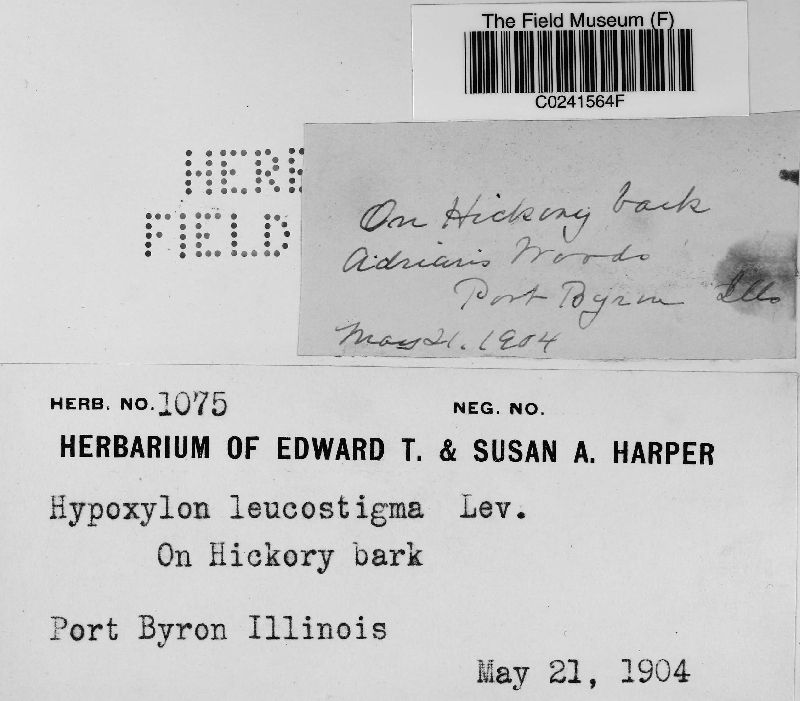 The Field Museum (F)
C0241564F
HERB
FIELD
On Hickory bark
Adrians Woods
Port Byron Ills
May 21. 1904
HERB. NO. 1075
NEG. NO.
HERBARIUM OF EDWARD T. & SUSAN A. HARPER
Hypoxylon leucostigma Lev.
On Hickory bark
Port Byron Illinois
May 21, 1904